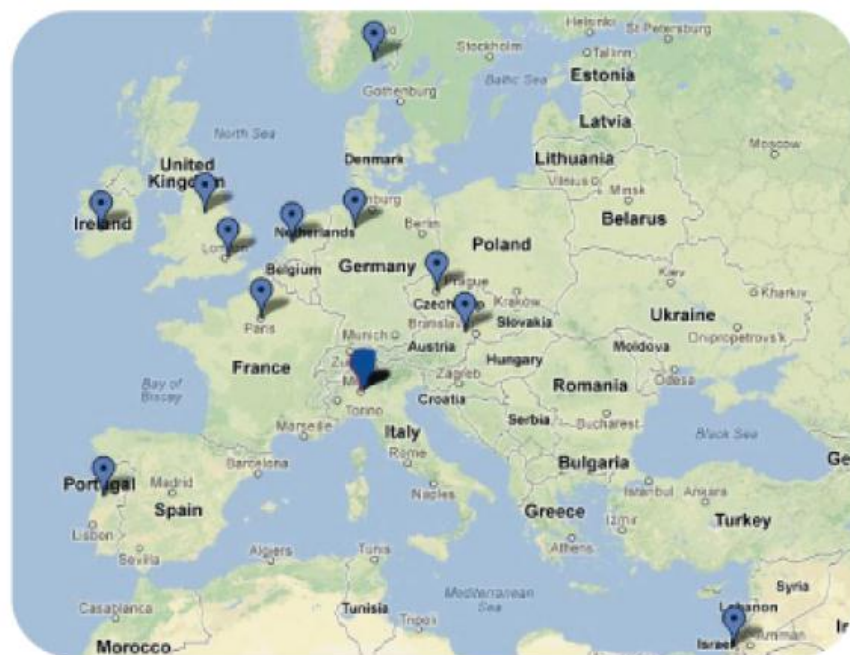 Helsinki
St-Petersburg
Stockholm
Tallinn
Estonia
Baltic Sea
Gothenburg
North Sea
Latvia
Moscow
Denmark
Lithuania
United
Kingdom
Vilnius
Minsk
Ireland
Belarus
Netherlands
Berlin
Poland
Belgium
Germany
Prague
Kiev
Kharkiv
Kraków
Ukraine
Paris
Munich
Slovakia
Dnipropetrovs'k
Austria
Moldova
France
Hungary
Bay of
Biscay
Zagreb
Romania
Odesa
Croatia
Torino
Marseille
Serbia
Bucharest
Italy
Black Sea
Barcelona
Rome
Bulgaria
Portugal
Madrid
Spain
Naples
Istanbul
Ankara
Greece
Izmir
Turkey
Lisbon
Athens
Sevilla
Algiers
Tunis
Mediterranean
Sea
Syria
Casablanca
Tunisia
Tripoli
Lebanon
Israel
Amman
Morocco